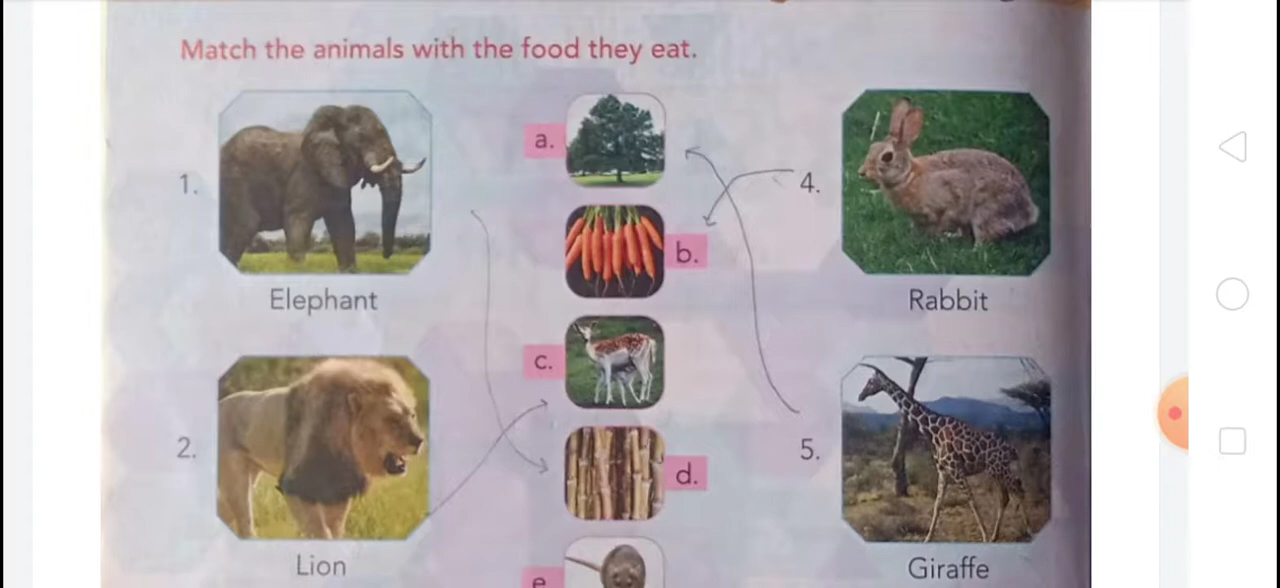 Match the animals with the food they eat.
1.
a.
4.
b.
Elephant
Rabbit
c.
2.
5.
d.
Lion
Giraffe
e